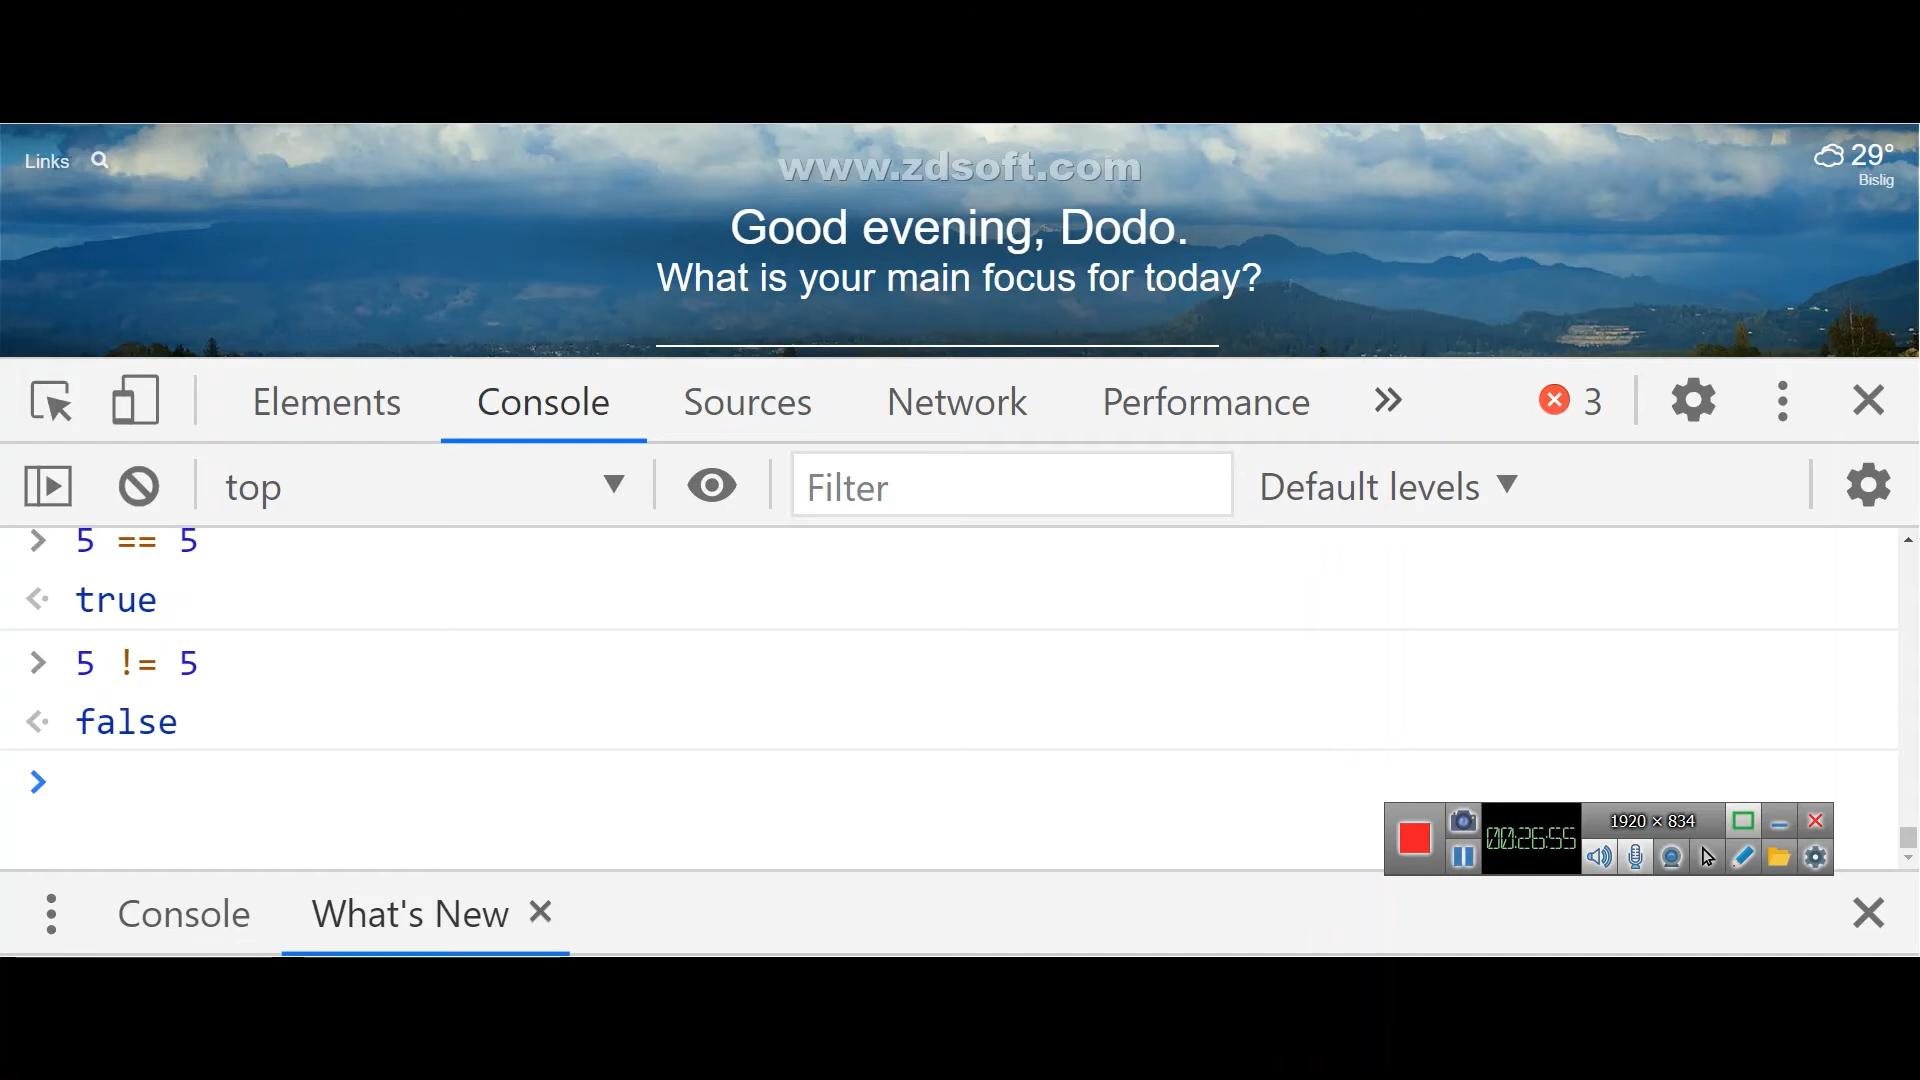 Links
www.zdsoft.com
29°
Bislig
Good evening, Dodo.
What is your main focus for today?
Elements Console Sources Network Performance » 3
top Filter Default levels
> 5 == 5
true
> 5 != 5
false
>
1920 × 834
00:26:55
Console What's New